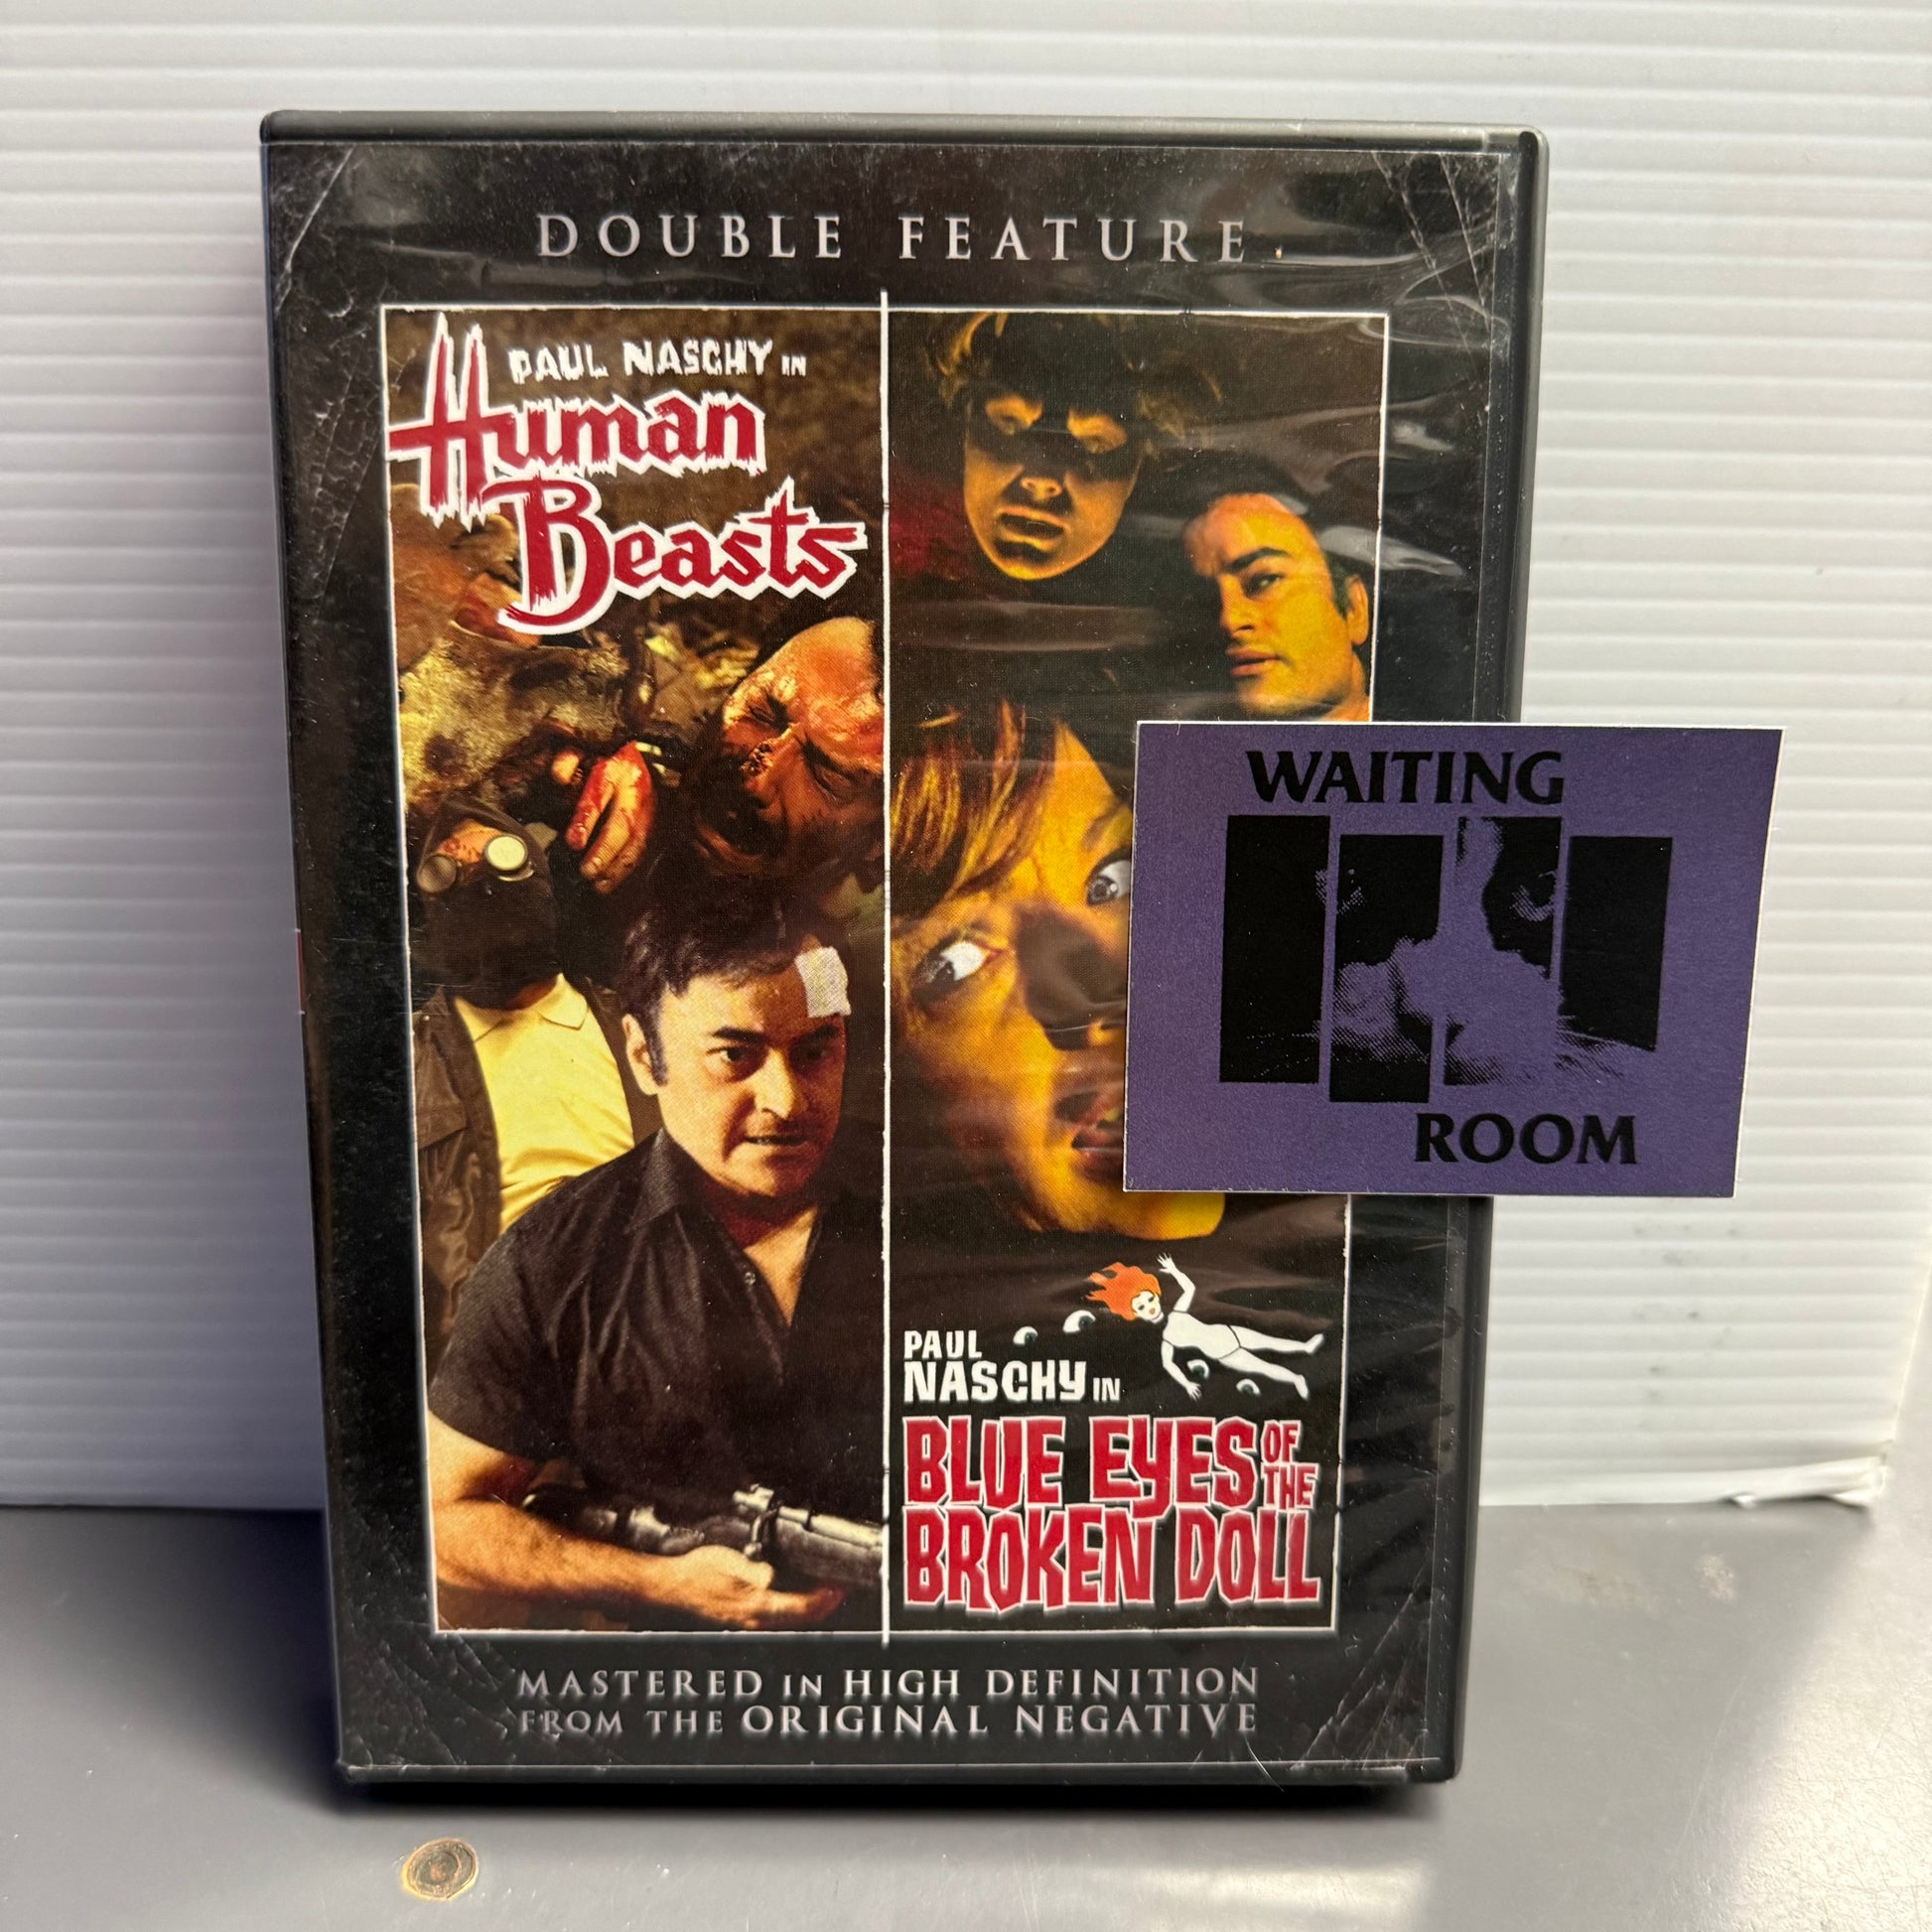 DOUBLE FEATURE
PAUL NASCHY IN
Human
Beasts
WAITING
ROOM
PAUL
NASCHY IN
BLUE EYES OF
THE
BROKEN DOLL
MASTERED IN HIGH DEFINITION
FROM THE ORIGINAL NEGATIVE